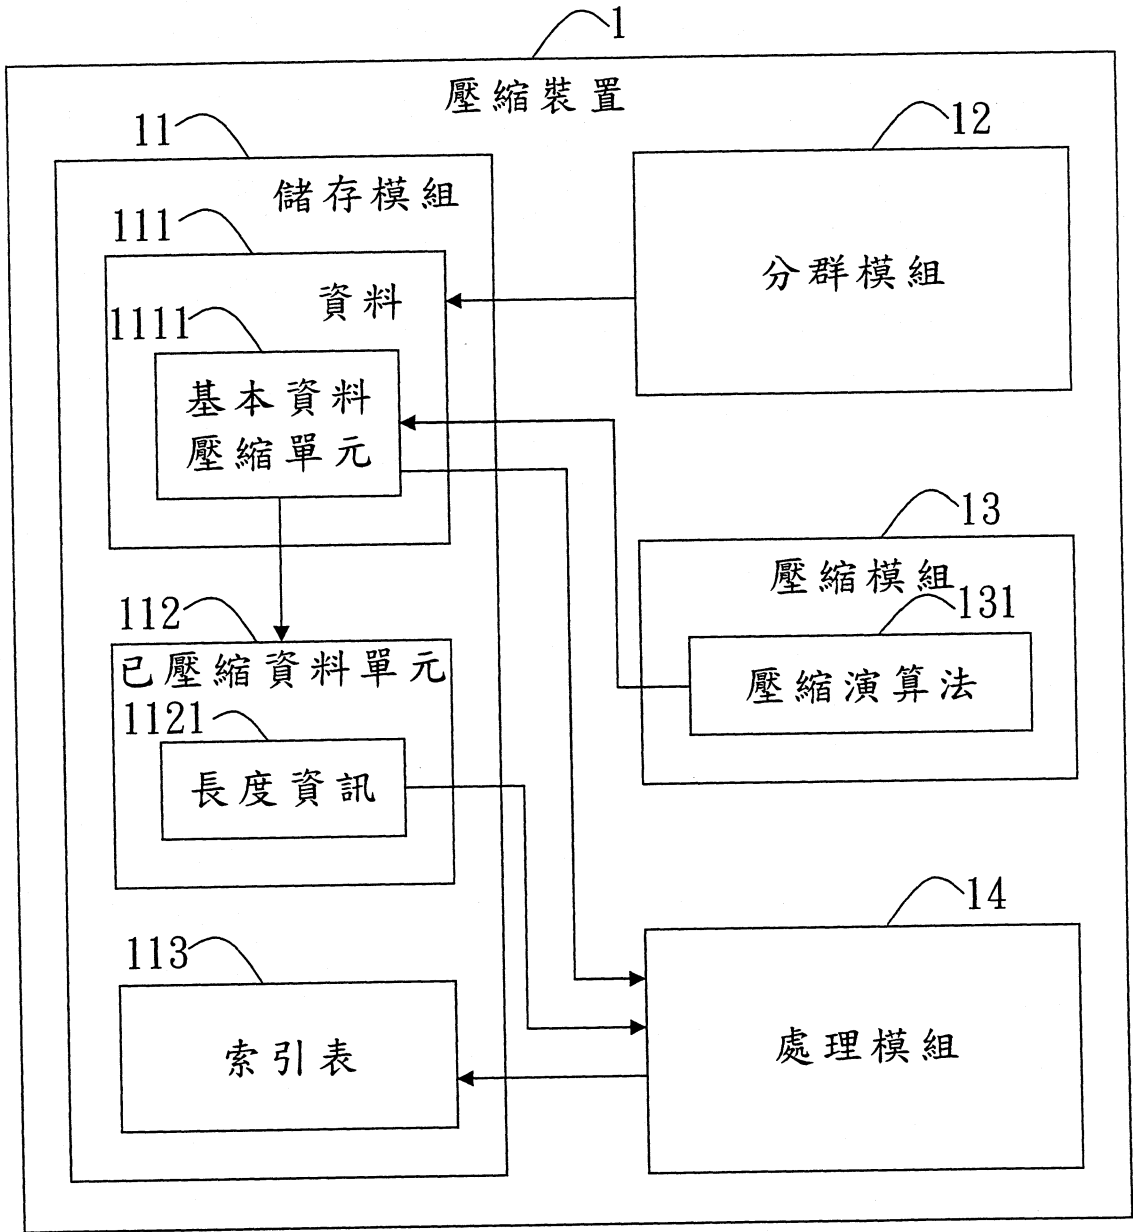 1
壓縮裝置
11
12
儲存模組
111
分群模組
資料
1111
基本資料
壓縮單元
13
壓縮模組
131
112
已壓縮資料單元
壓縮演算法
1121
長度資訊
14
113
處理模組
索引表